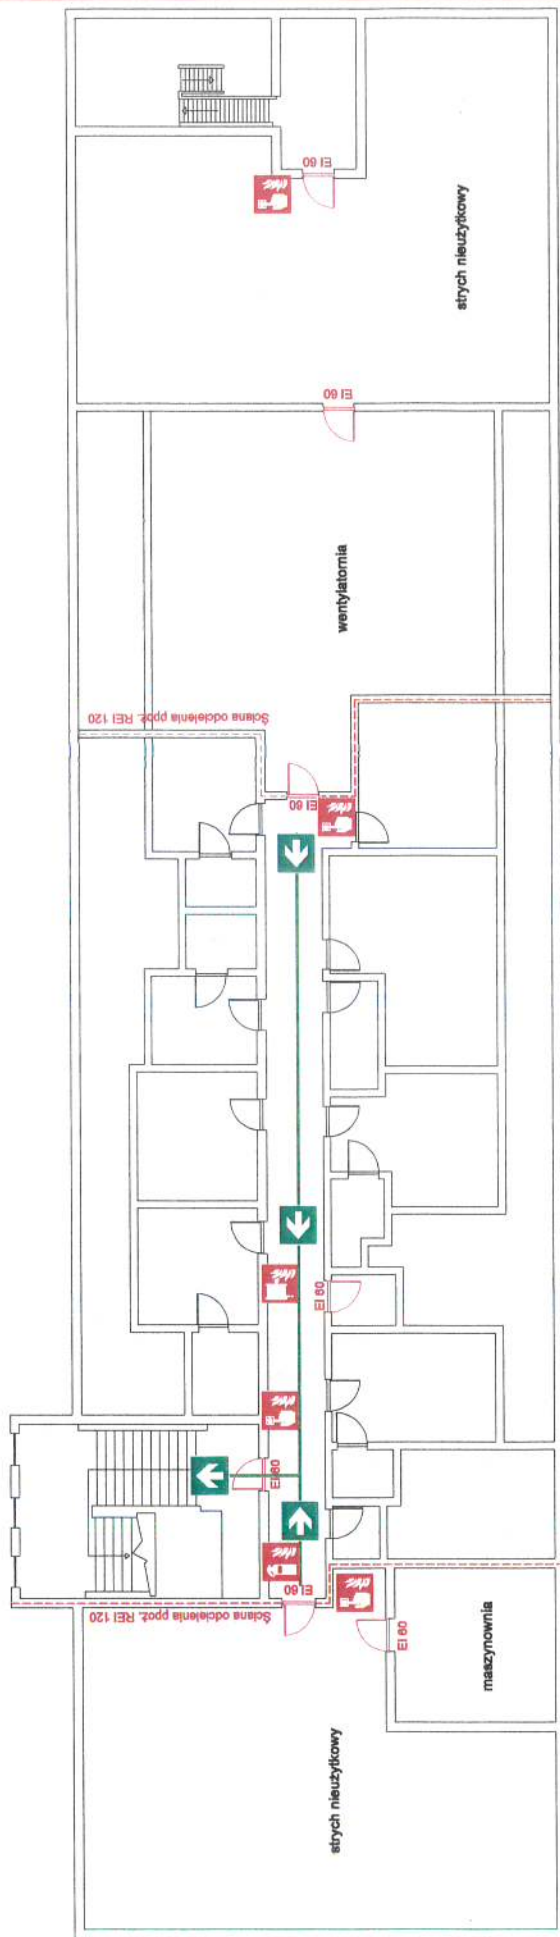 EI 60
strych nieużytkowy
EI 60
wentylatornia
Ściana odcielenia ppoż. REI 120
EI 60
EI 60
EI 60
EI 60
Ściana odcielenia ppoż. REI 120
EI 60
maszynownia
strych nieużytkowy